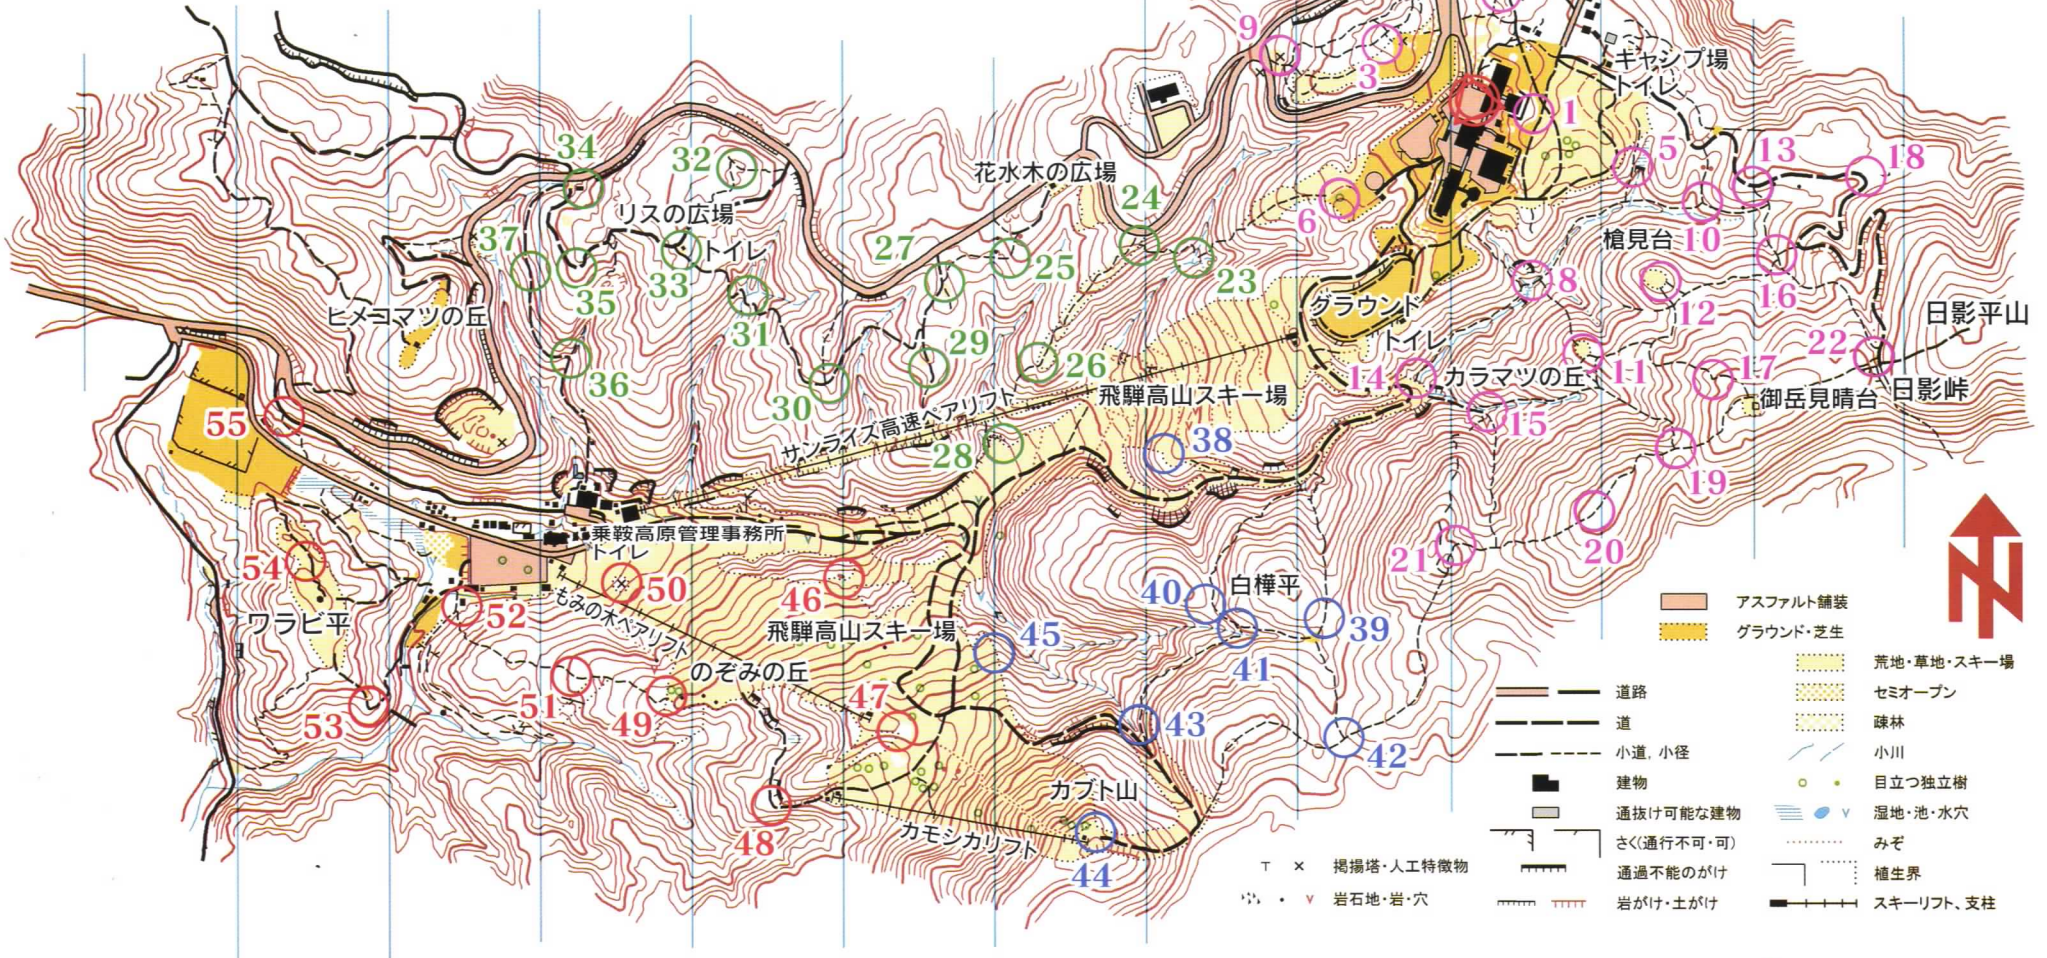 9
3
キャンプ場
トイレ
1
5
13
18
34
32
花水木の広場
24
リスの広場
トイレ
37
27
25
23
6
槍見台
10
35
33
8
12
16
ヒメコマツの丘
31
29
26
グラウンド
トイレ
日影平山
22
36
30
飛騨高山スキー場
14
カラマツの丘
11
17
御岳見晴台
日影峠
55
サンライズ高速ペアリフト
28
38
15
19
乗鞍高原管理事務所
トイレ
21
20
54
50
46
40
白樺平
39
52
もみの木ペアリフト
飛騨高山スキー場
45
41
ワラビ平
のぞみの丘
51
49
47
43
42
53
カブト山
48
カモシカリフト
44
アスファルト舗装
グラウンド・芝生
荒地・草地・スキー場
道路
セミオープン
道
疎林
小道, 小径
小川
建物
目立つ独立樹
通抜け可能な建物
湿地・池・水穴
さく(通行不可・可)
みぞ
掲揚塔・人工特徴物
通過不能のがけ
植生界
岩石地・岩・穴
岩がけ・土がけ
スキーリフト、支柱